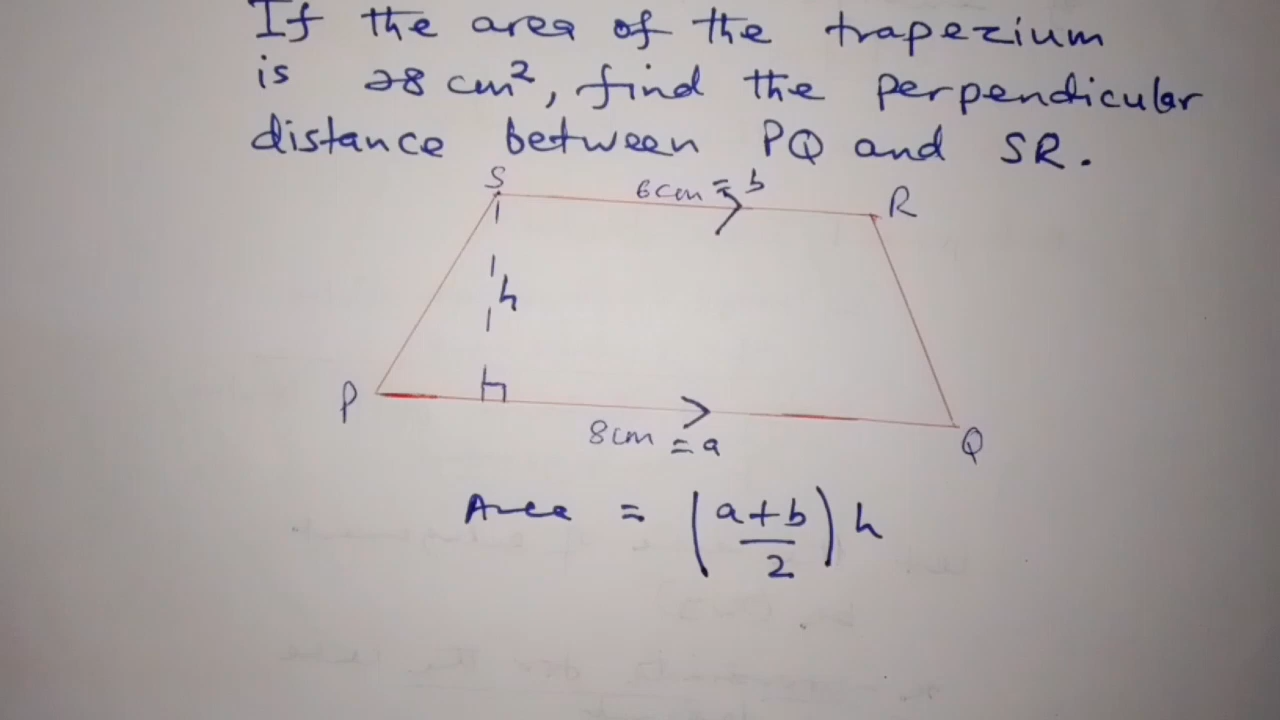 If the area of the trapezium
is 28 cm², find the perpendicular
distance between PQ and SR.
S
6cm = b
R
h
P
8cm = a
Q
Area = (a+b/2) h